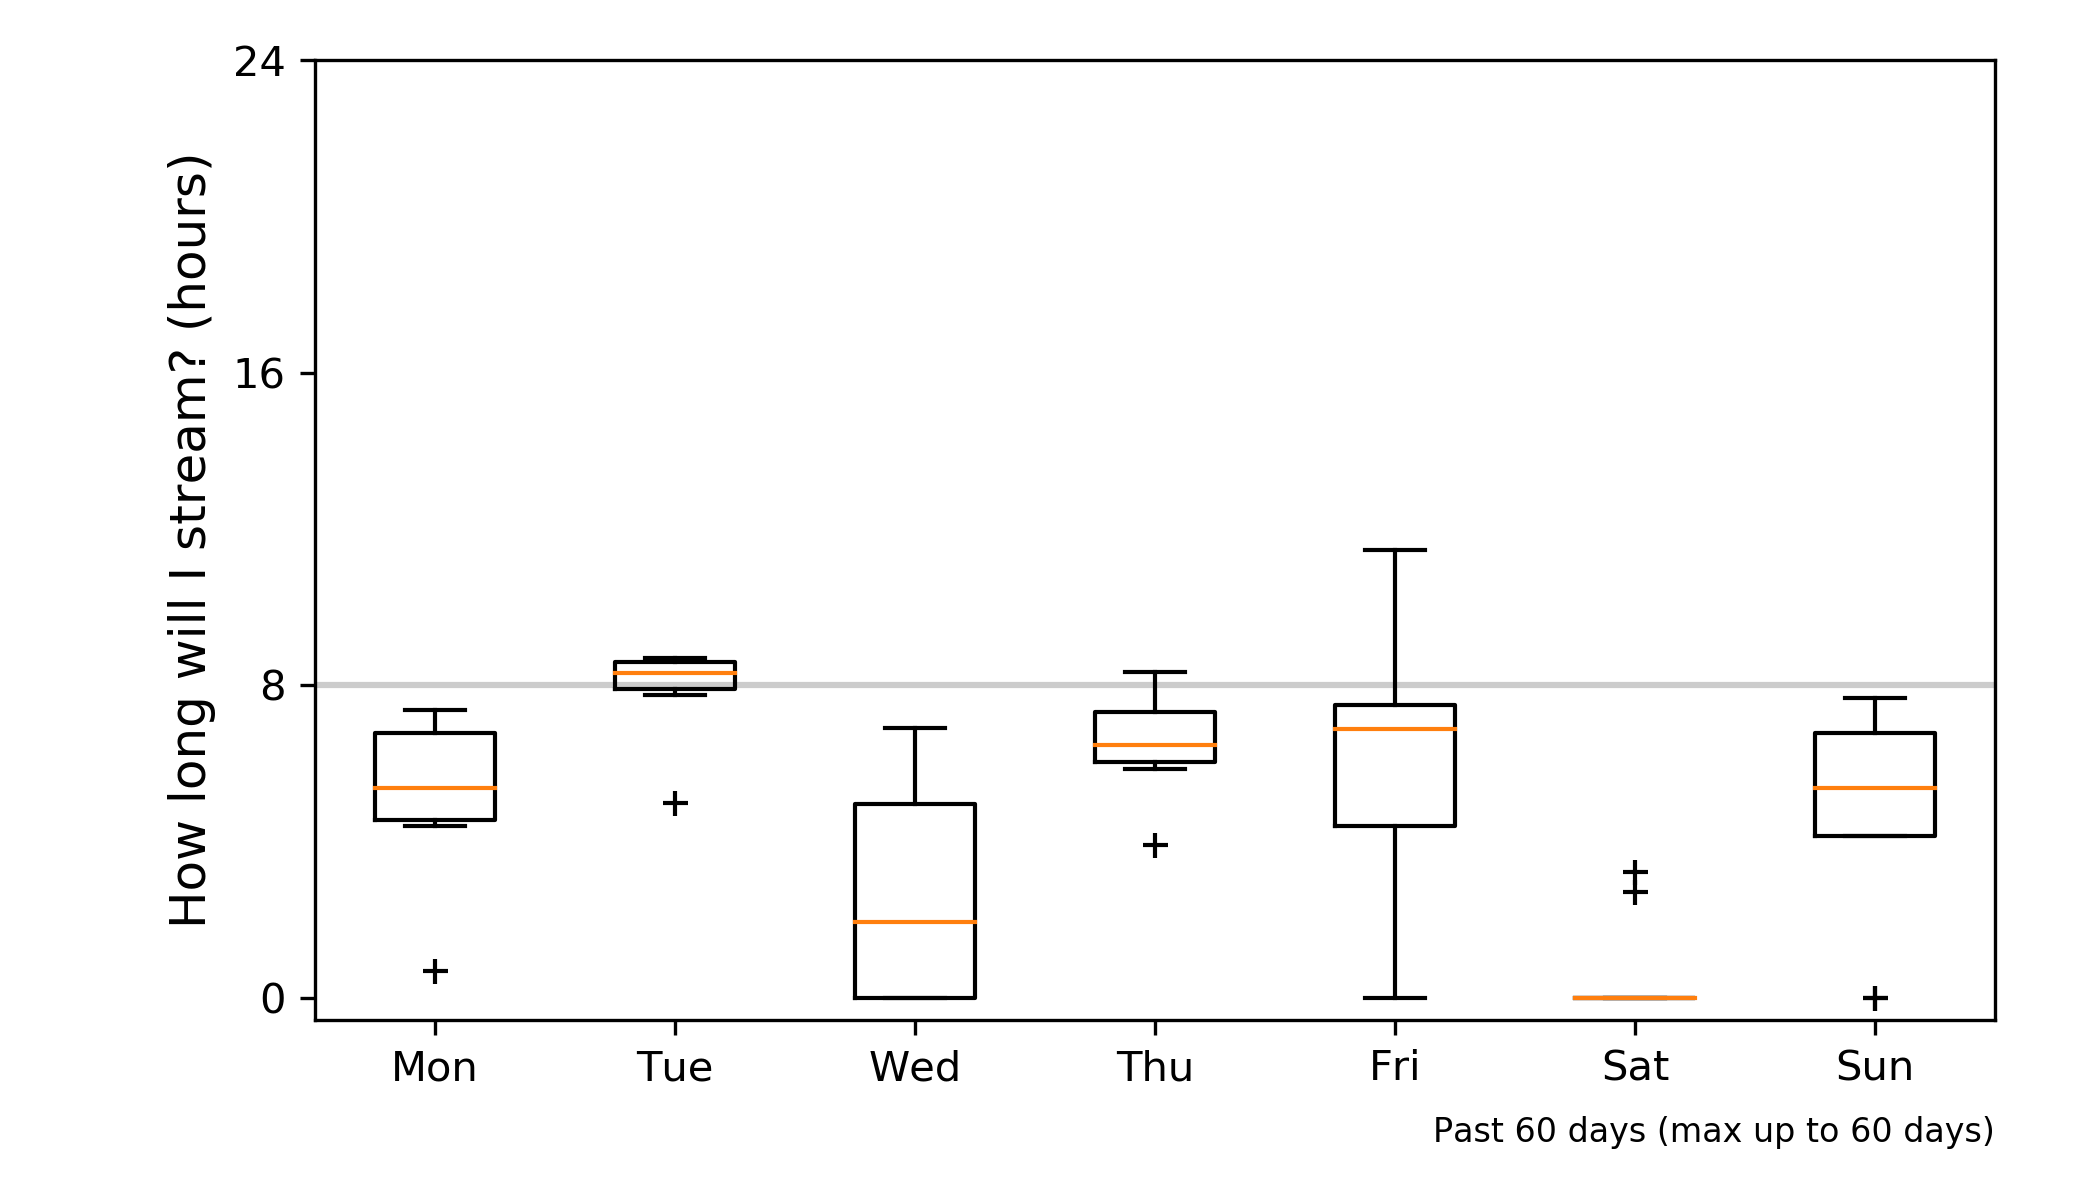 How long will I stream? (hours)
24
16
8
0
Mon Tue Wed Thu Fri Sat Sun
Past 60 days (max up to 60 days)